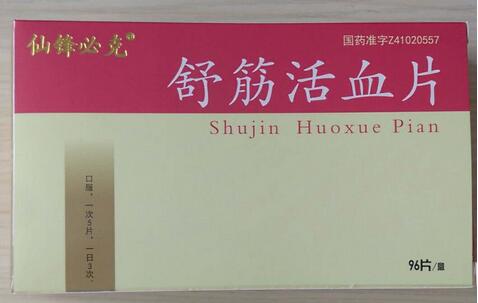 仙锋必克®
国药准字Z41020557
舒筋活血片
Shujin Huoxue Pian
口服，一次5片，一日3次。
96片/盒